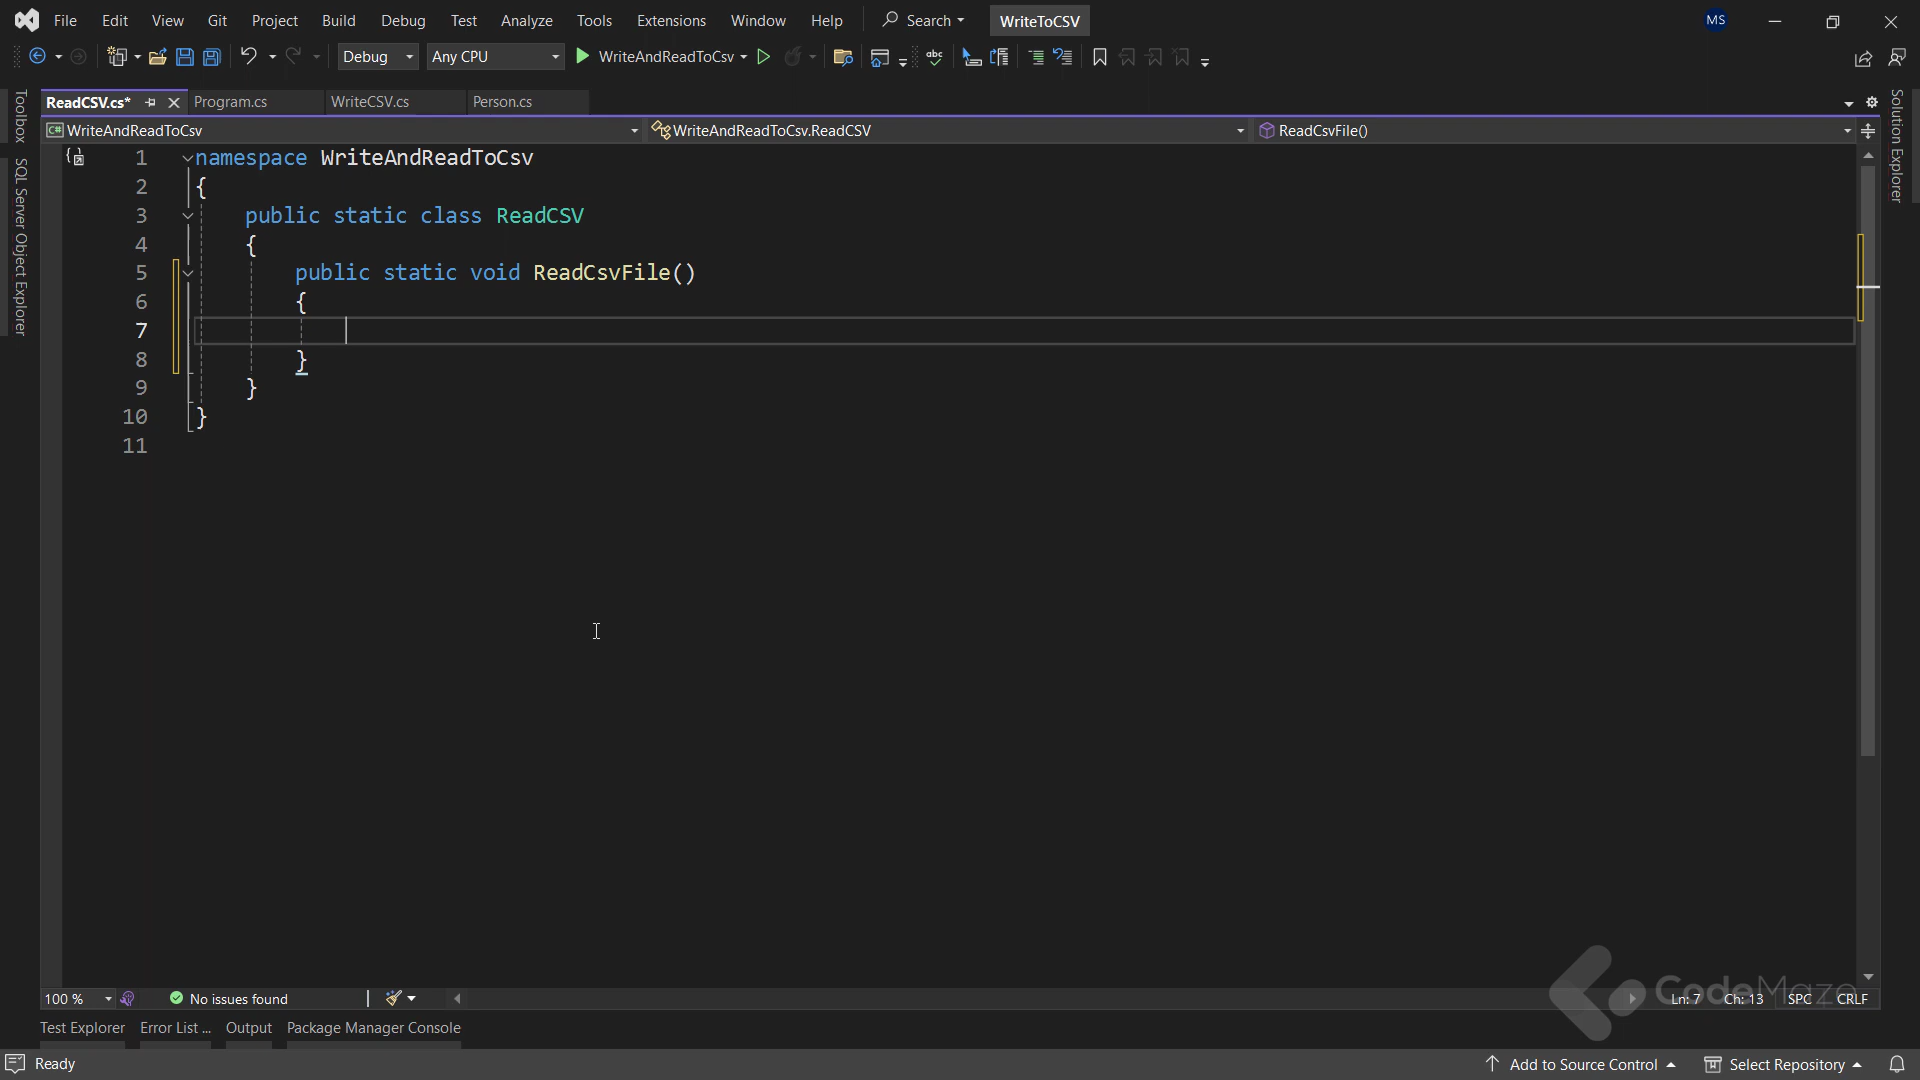 File Edit View Git Project Build Debug Test Analyze Tools Extensions Window Help Search WriteToCSV MS
Debug Any CPU WriteAndReadToCsv abc
ReadCSV.cs* Program.cs WriteCSV.cs Person.cs
C# WriteAndReadToCsv WriteAndReadToCsv.ReadCSV ReadCsvFile()
Toolbox
SQL Server Object Explorer
Solution Explorer
1 namespace WriteAndReadToCsv
2 {
3 public static class ReadCSV
4 {
5 public static void ReadCsvFile()
6 {
7
8 }
9 }
10 }
11
CodeMaze
100 % No issues found Ln: 7 Ch: 13 SPC CRLF
Test Explorer Error List ... Output Package Manager Console
Ready Add to Source Control Select Repository